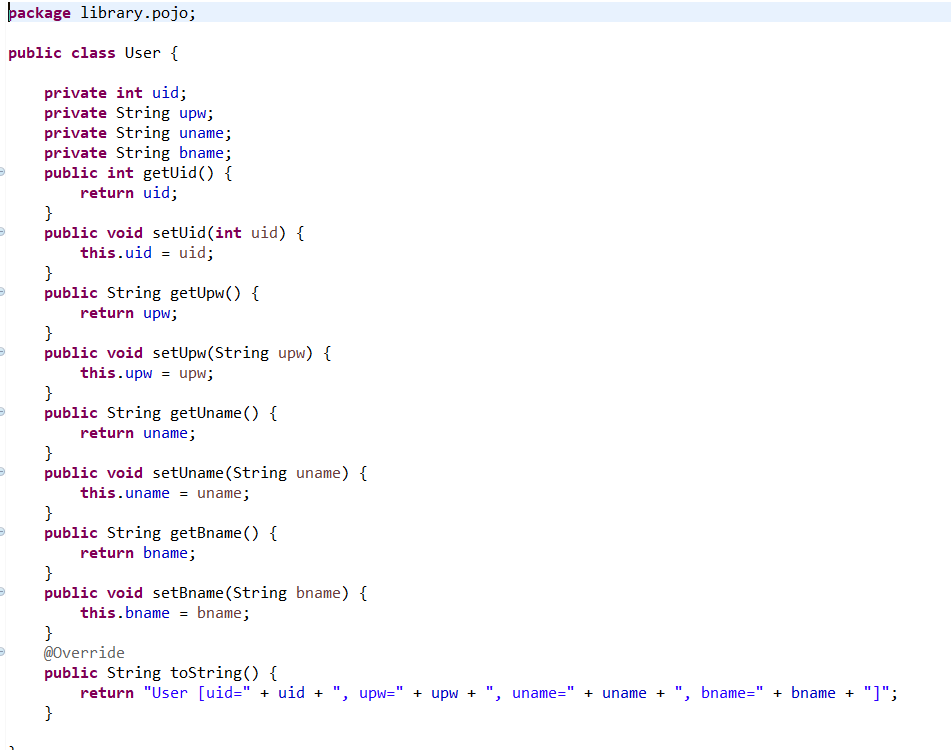 package library.pojo;
public class User {
private int uid;
private String upw;
private String uname;
private String bname;
public int getUid() {
return uid;
}
public void setUid(int uid) {
this.uid = uid;
}
public String getUpw() {
return upw;
}
public void setUpw(String upw) {
this.upw = upw;
}
public String getUname() {
return uname;
}
public void setUname(String uname) {
this.uname = uname;
}
public String getBname() {
return bname;
}
public void setBname(String bname) {
this.bname = bname;
}
@Override
public String toString() {
return "User [uid=" + uid + ", upw=" + upw + ", uname=" + uname + ", bname=" + bname + "]";
}
}